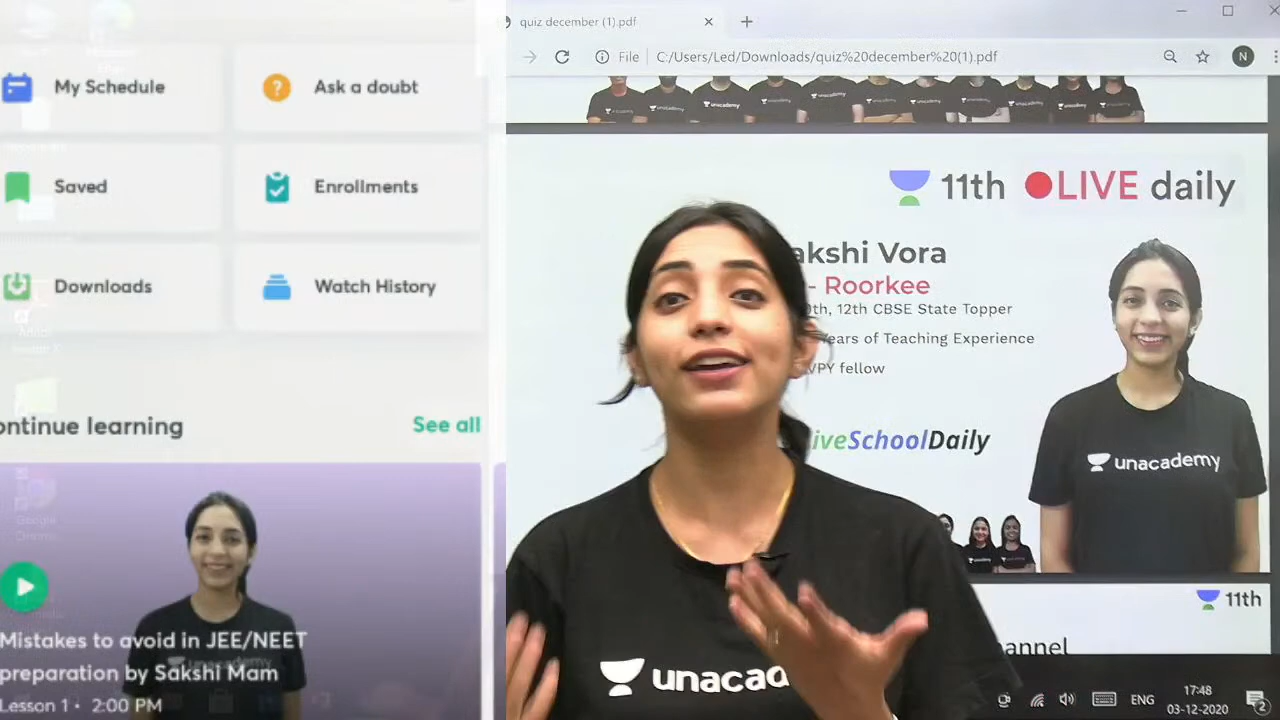 My Schedule
Ask a doubt
Saved
Enrollments
Downloads
Watch History
ontinue learning
See all
Mistakes to avoid in JEE/NEET
preparation by Sakshi Mam
Lesson 1 • 2:00 PM
quiz december (1).pdf
File
C:/Users/Led/Downloads/quiz%20december%20(1).pdf
N
unacademy
11th LIVE daily
akshi Vora
- Roorkee
0th, 12th CBSE State Topper
ears of Teaching Experience
VPY fellow
iveSchoolDaily
unacademy
11th
annel
unacad
ENG
17:48
03-12-2020
2